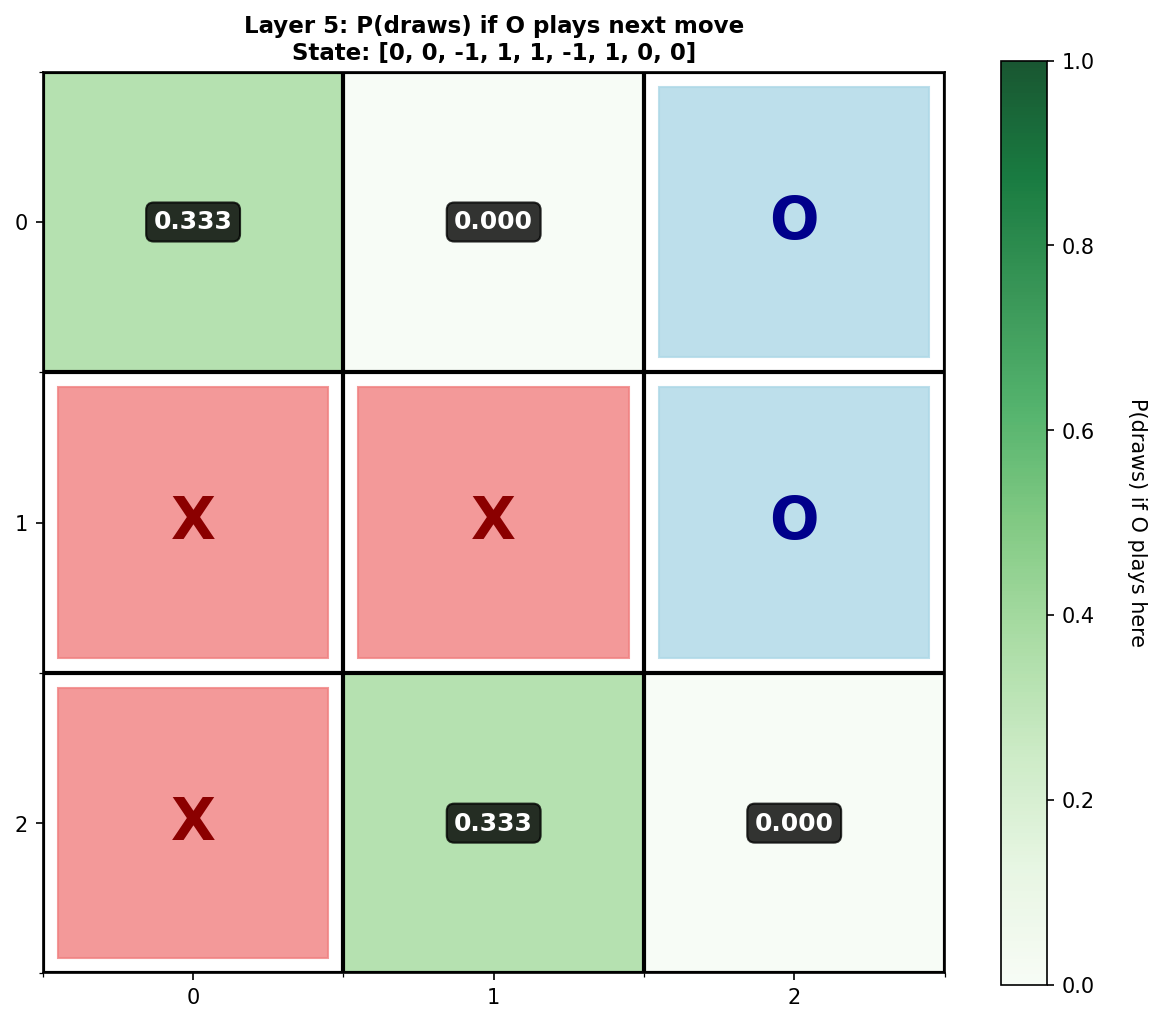 Layer 5: P(draws) if O plays next move
State: [0, 0, -1, 1, 1, -1, 1, 0, 0]
0
0.333
0.000
O
1
X
X
O
2
X
0.333
0.000
0
1
2
1.0
0.8
0.6
0.4
0.2
0.0
P(draws) if O plays here